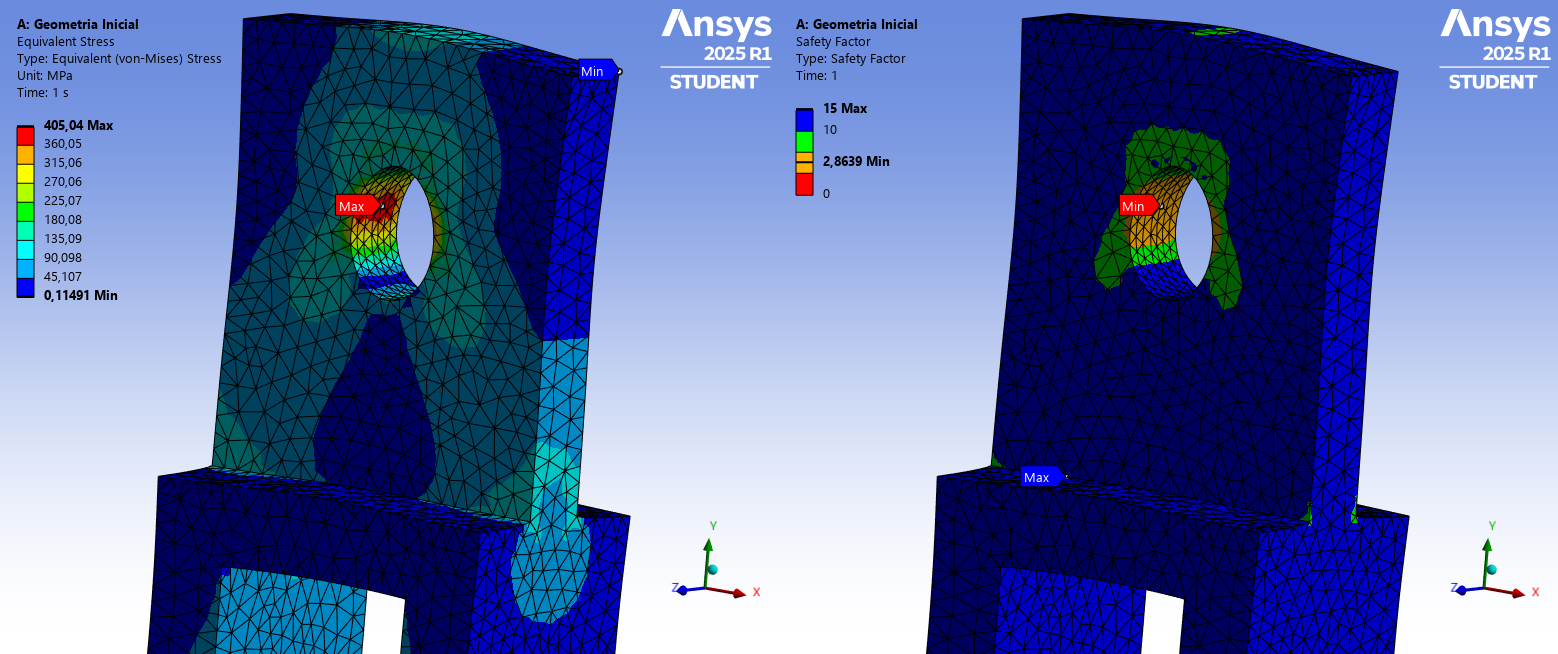 A: Geometria Inicial
Equivalent Stress
Type: Equivalent (von-Mises) Stress
Unit: MPa
Time: 1 s
405,04 Max
360,05
315,06
270,06
225,07
180,08
135,09
90,098
45,107
0,11491 Min
Min
Max
Ansys
2025 R1
STUDENT
Y
Z
X
A: Geometria Inicial
Safety Factor
Type: Safety Factor
Time: 1
15 Max
10
2,8639 Min
0
Min
Max
Ansys
2025 R1
STUDENT
Y
Z
X